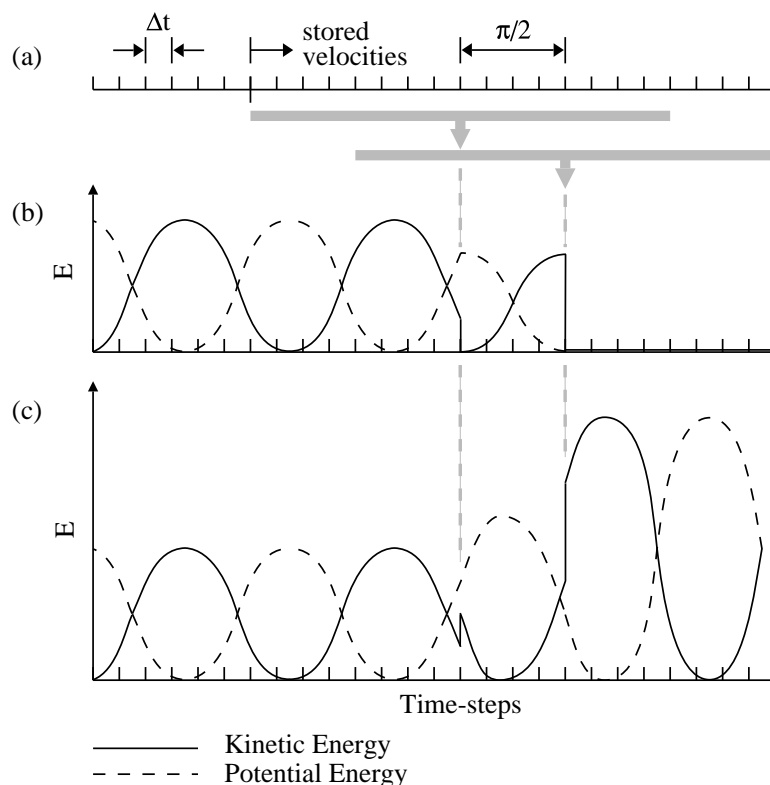 Δt
stored
velocities
π/2
(a)
(b)
E
(c)
E
Time-steps
Kinetic Energy
Potential Energy